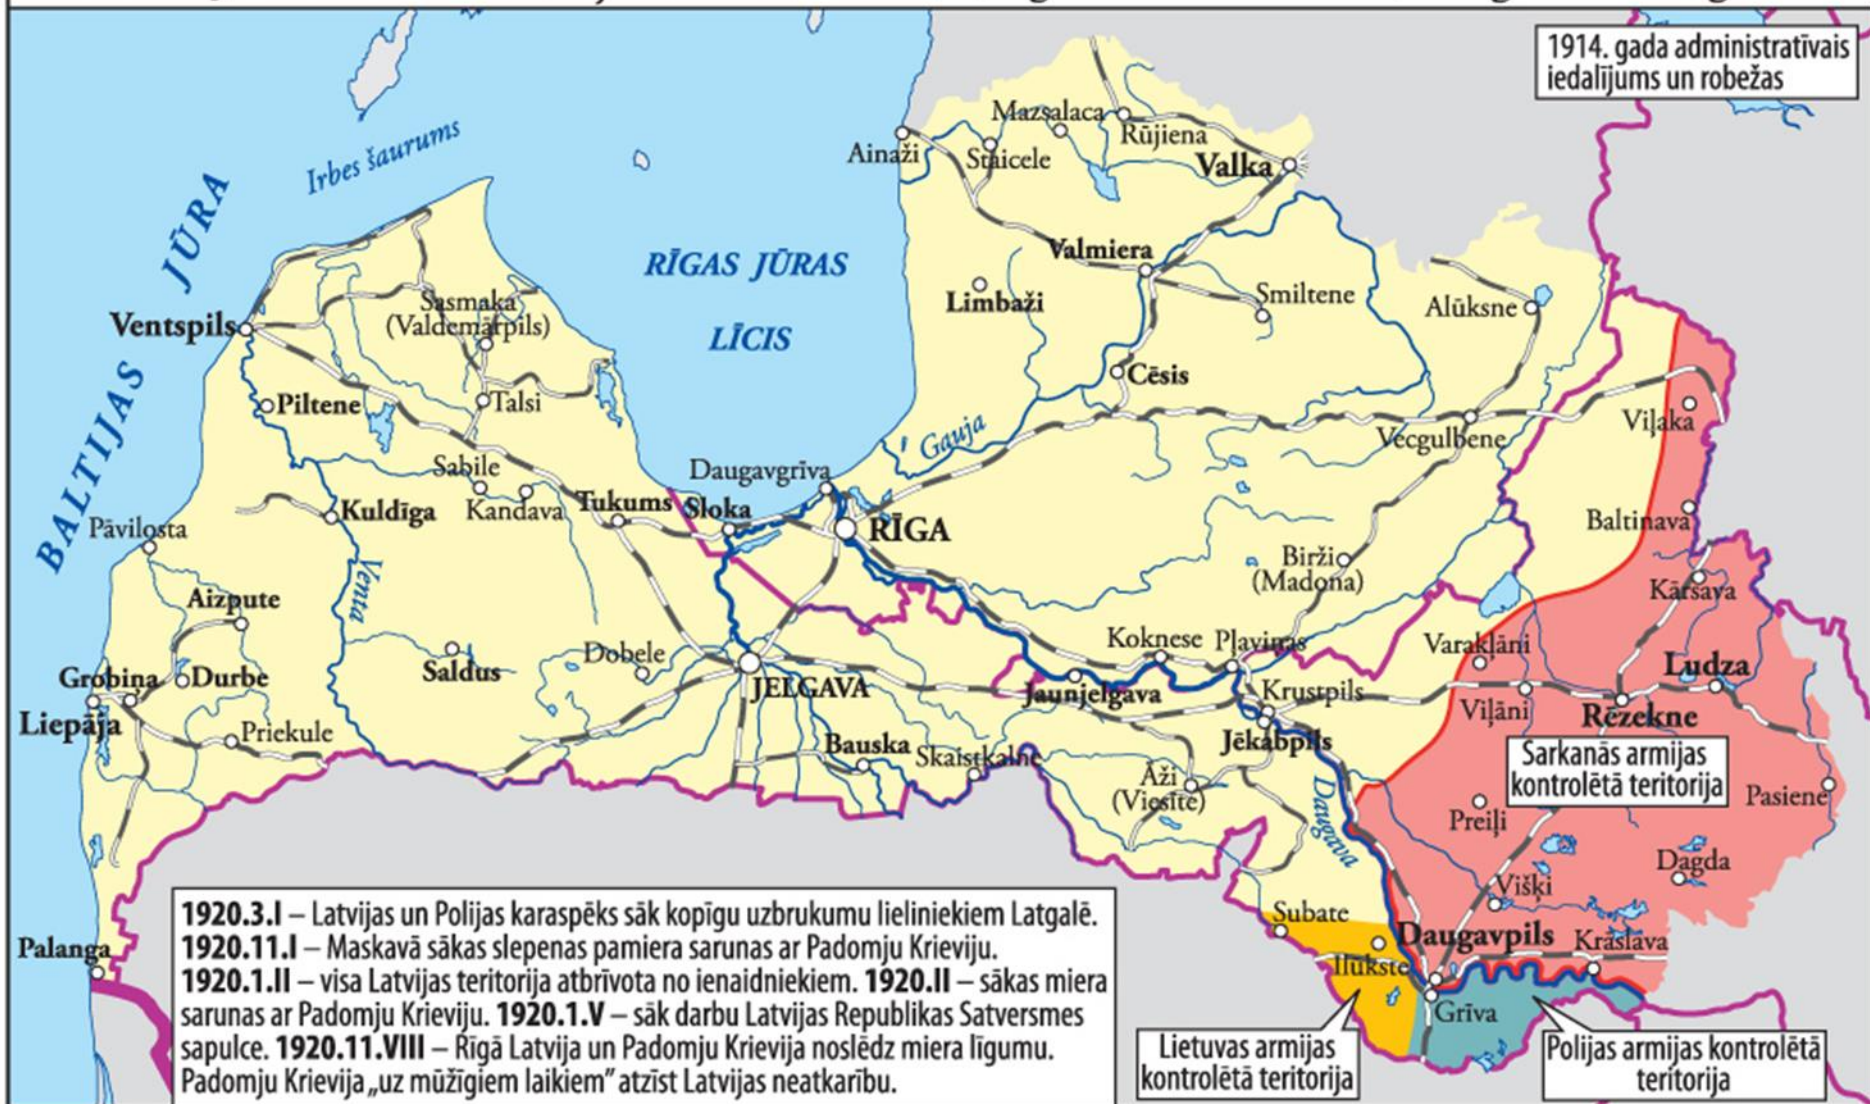 1914. gada administratīvais
iedalījums un robežas
Irbes šaurums
BALTIJAS JŪRA
RĪGAS JŪRAS
LĪCIS
Mazsalaca
Rūjiena
Ainaži
Staicele
Valka
Valmiera
Limbaži
Smiltene
Alūksne
Ventspils
Sasmaka
(Valdemārpils)
Cēsis
Piltene
Talsi
Gauja
Vecgulbene
Viļaka
Sabile
Daugavgrīva
Kandava
Tukums
Sloka
Kuldīga
RĪGA
Pāvilosta
Baltinava
Venta
Birži
(Madona)
Kārsava
Aizpute
Koknese
Pļaviņas
Varakļāni
Dobele
Saldus
Ludza
Grobiņa
Durbe
JELGAVA
Jaunjelgava
Krustpils
Viļāni
Rēzekne
Liepāja
Priekule
Bauska
Skaistkalne
Jēkabpils
Sarkanās armijas
kontrolētā teritorija
Āži
(Viesīte)
Daugava
Pasiene
Preiļi
Dagda
Višķi
Subate
Daugavpils
Krāslava
Ilūkste
Grīva
Palanga
1920.3.I – Latvijas un Polijas karaspēks sāk kopīgu uzbrukumu lieliniekiem Latgalē.
1920.11.I – Maskavā sākas slepenas pamiera sarunas ar Padomju Krieviju.
1920.1.II – visa Latvijas teritorija atbrīvota no ienaidniekiem. 1920.II – sākas miera
sarunas ar Padomju Krieviju. 1920.1.V – sāk darbu Latvijas Republikas Satversmes
sapulce. 1920.11.VIII – Rīgā Latvija un Padomju Krievija noslēdz miera līgumu.
Padomju Krievija „uz mūžīgiem laikiem” atzīst Latvijas neatkarību.
Lietuvas armijas
kontrolētā teritorija
Polijas armijas kontrolētā
teritorija